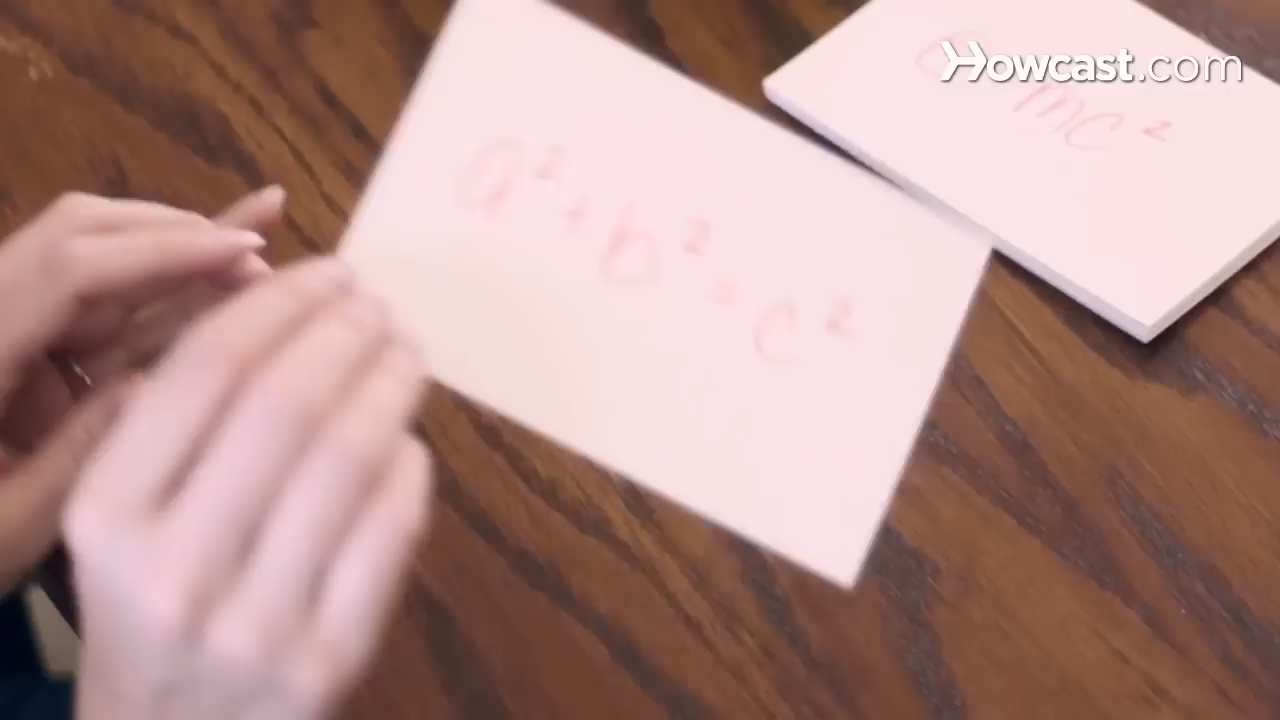 Howcast.com
a² + b² = c²
mc²